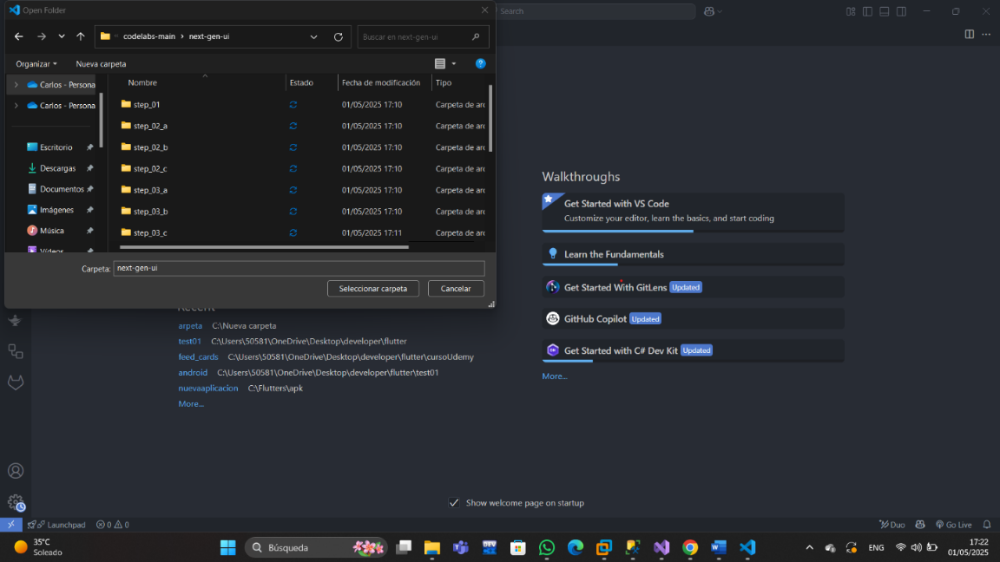 Open Folder
Search
codelabs-main > next-gen-ui
Buscar en next-gen-ui
Organizar
Nueva carpeta
Nombre
Estado
Fecha de modificación
Tipo
Carlos - Persona
Carlos - Persona
Escritorio
Descargas
Documentos
Imágenes
Música
Vídeos
step_01 01/05/2025 17:10 Carpeta de arc
step_02_a 01/05/2025 17:10 Carpeta de arc
step_02_b 01/05/2025 17:10 Carpeta de arc
step_02_c 01/05/2025 17:10 Carpeta de arc
step_03_a 01/05/2025 17:10 Carpeta de arc
step_03_b 01/05/2025 17:10 Carpeta de arc
step_03_c 01/05/2025 17:11 Carpeta de arc
Carpeta: next-gen-ui
Seleccionar carpeta
Cancelar
Recent
arpeta C:\Nueva carpeta
test01 C:\Users\50581\OneDrive\Desktop\developer\flutter
feed_cards C:\Users\50581\OneDrive\Desktop\developer\flutter\cursoUdemy
android C:\Users\50581\OneDrive\Desktop\developer\flutter\test01
nuevaaplicacion C:\Flutters\apk
More...
Walkthroughs
Get Started with VS Code
Customize your editor, learn the basics, and start coding
Learn the Fundamentals
Get Started With GitLens Updated
GitHub Copilot Updated
Get Started with C# Dev Kit Updated
More...
Show welcome page on startup
Launchpad
0 0
Duo
Go Live
35°C
Soleado
Búsqueda
DEV
ENG
17:22
01/05/2025